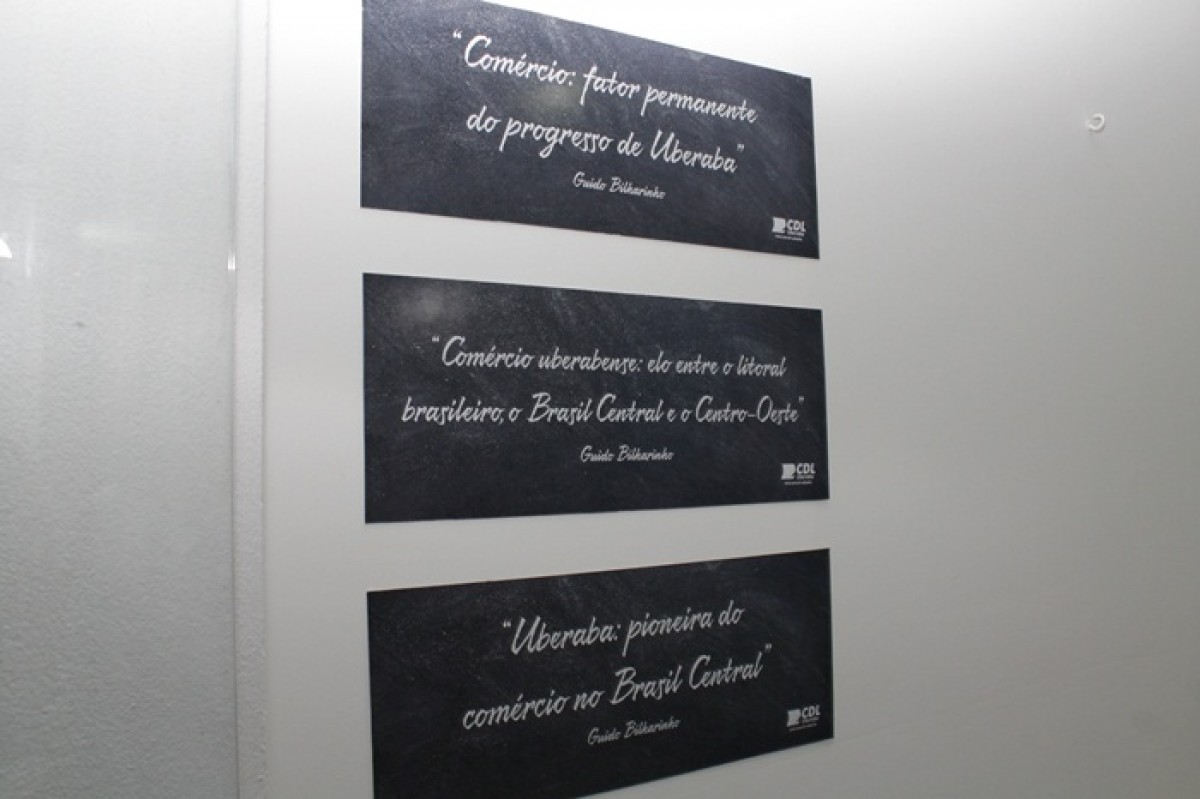 “Comércio: fator permanente
do progresso de Uberaba”
Guido Bilharinho
CDL
“Comércio uberabense: elo entre o litoral
brasileiro, o Brasil Central e o Centro-Oeste”
Guido Bilharinho
CDL
“Uberaba: pioneira do
comércio no Brasil Central”
Guido Bilharinho
CDL